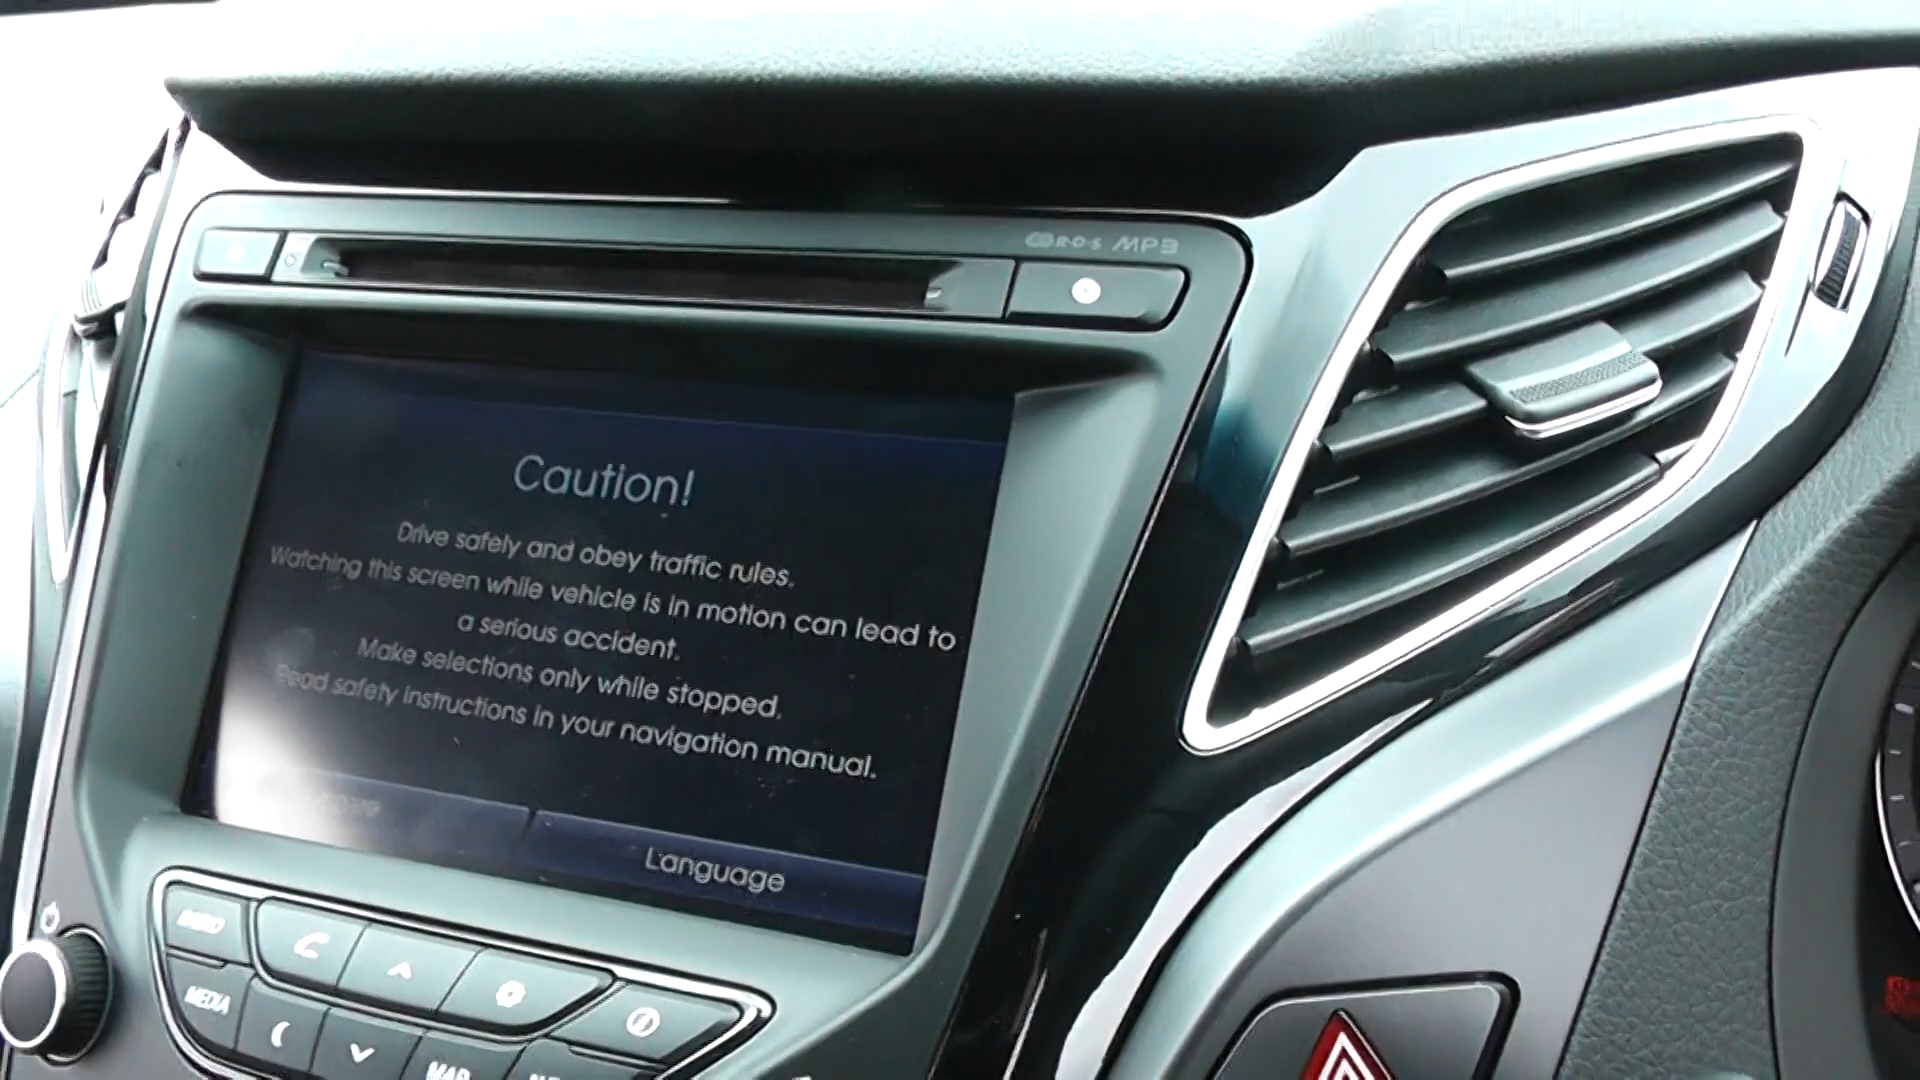 MP3
Caution!
Drive safely and obey traffic rules.
Watching this screen while vehicle is in motion can lead to
a serious accident.
Make selections only while stopped.
Read safety instructions in your navigation manual.
Language
MEDIA
MAP